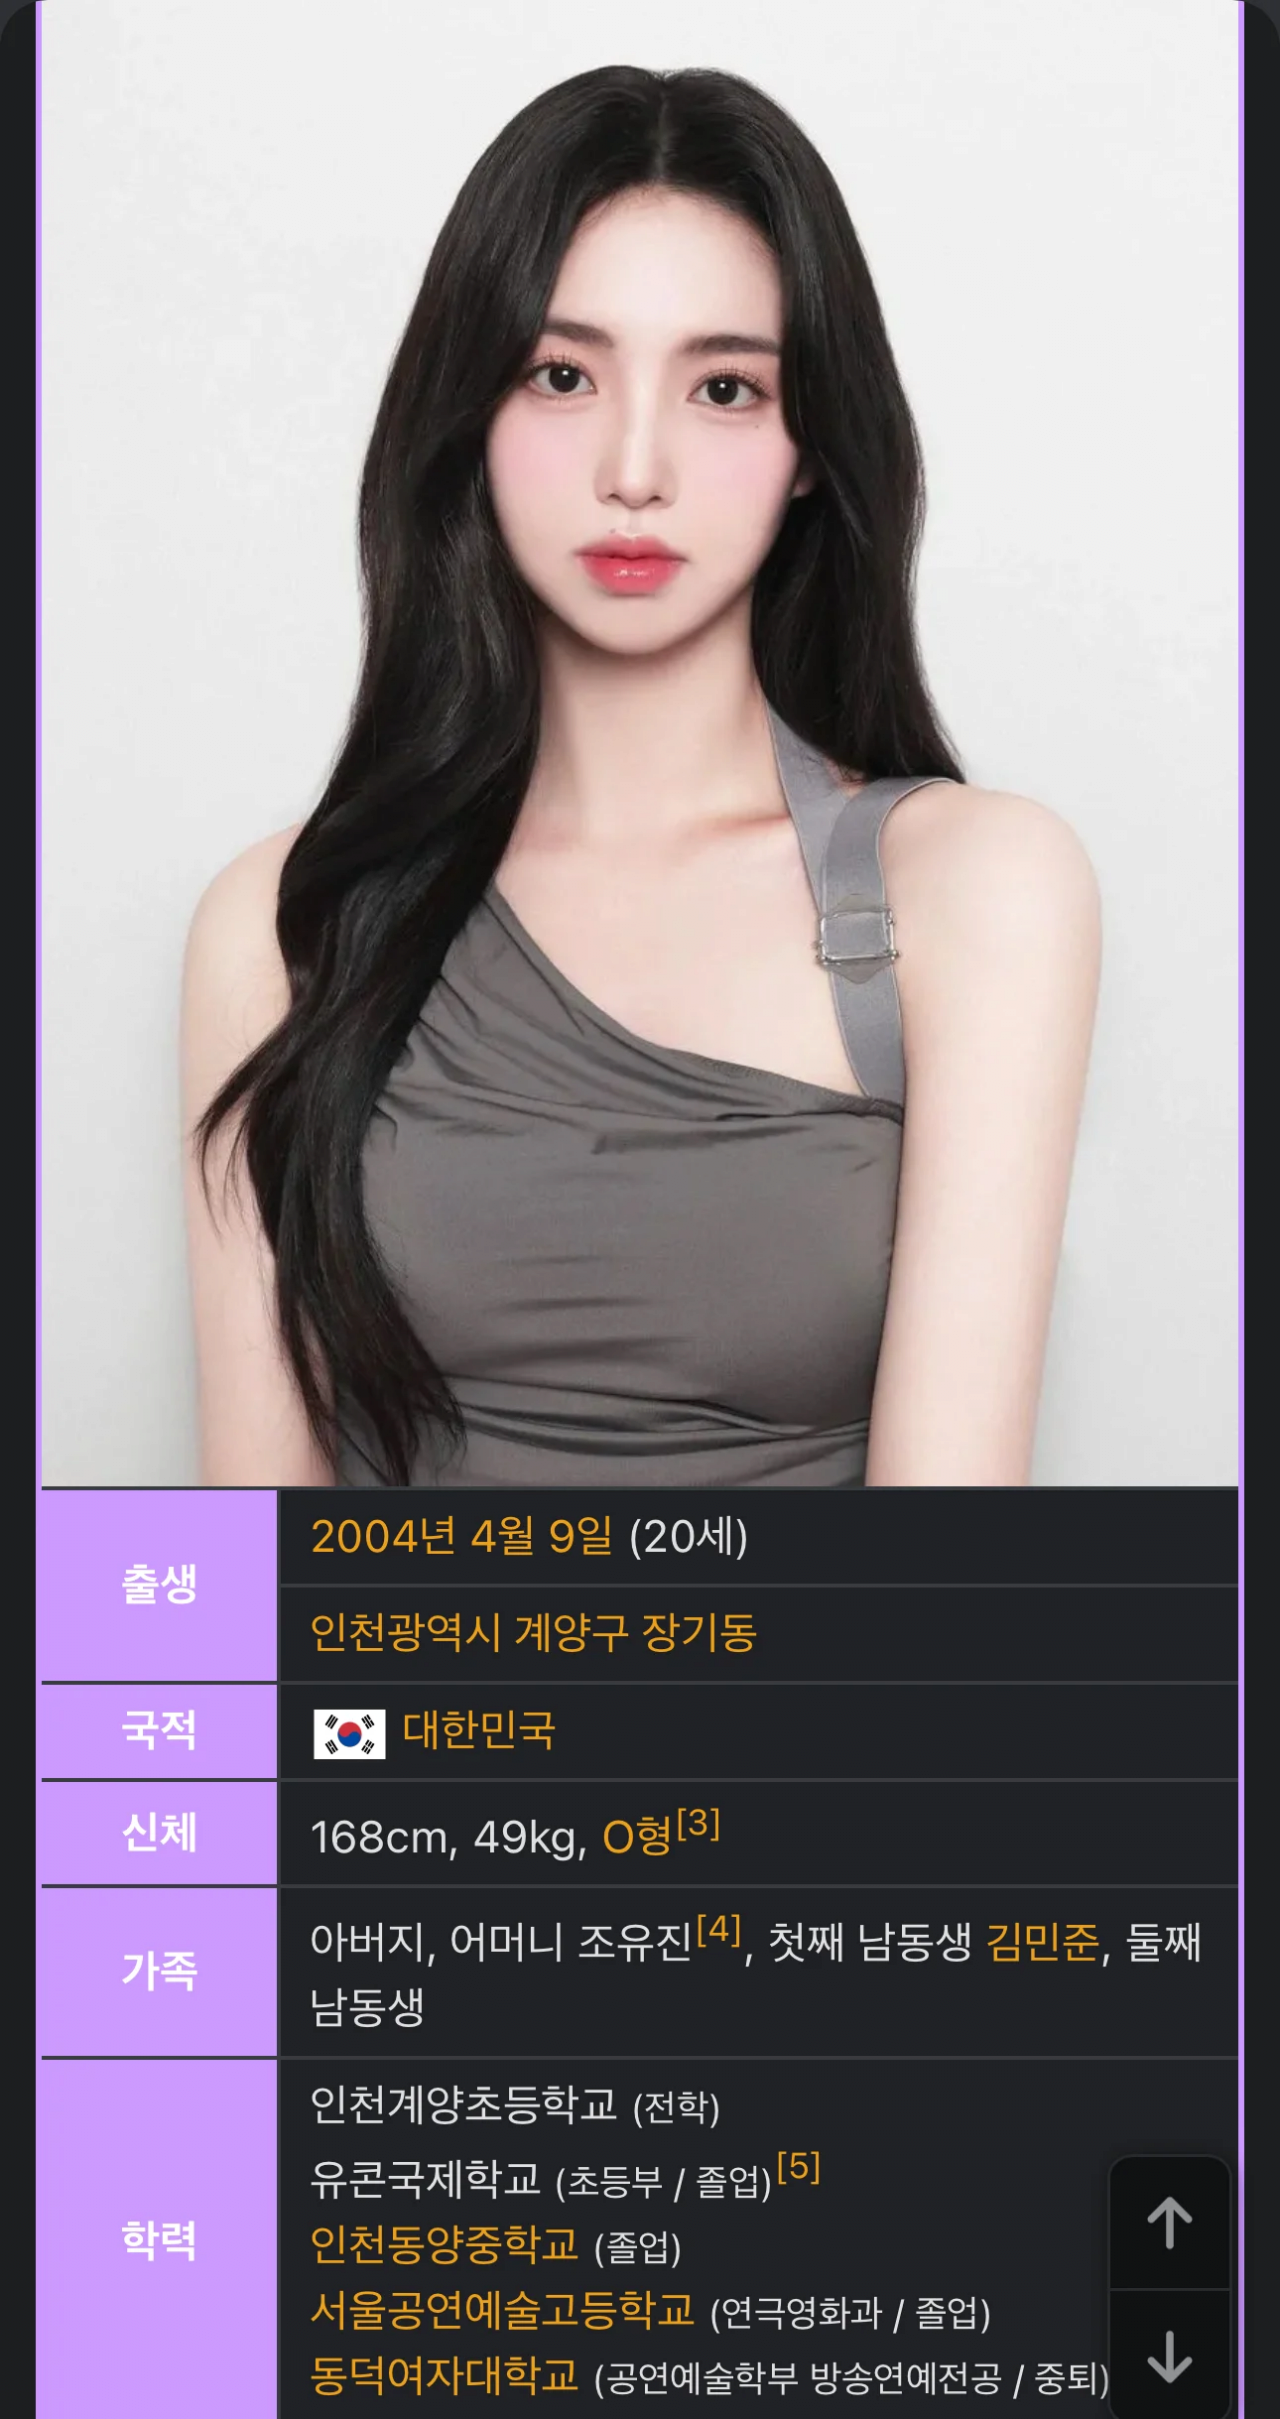 출생
2004년 4월 9일 (20세)
인천광역시 계양구 장기동
국적
대한민국
신체
168cm, 49kg, O형[3]
가족
아버지, 어머니 조유진[4], 첫째 남동생 김민준, 둘째
남동생
학력
인천계양초등학교 (전학)
유콘국제학교 (초등부 / 졸업)[5]
인천동양중학교 (졸업)
서울공연예술고등학교 (연극영화과 / 졸업)
동덕여자대학교 (공연예술학부 방송연예전공 / 중퇴)